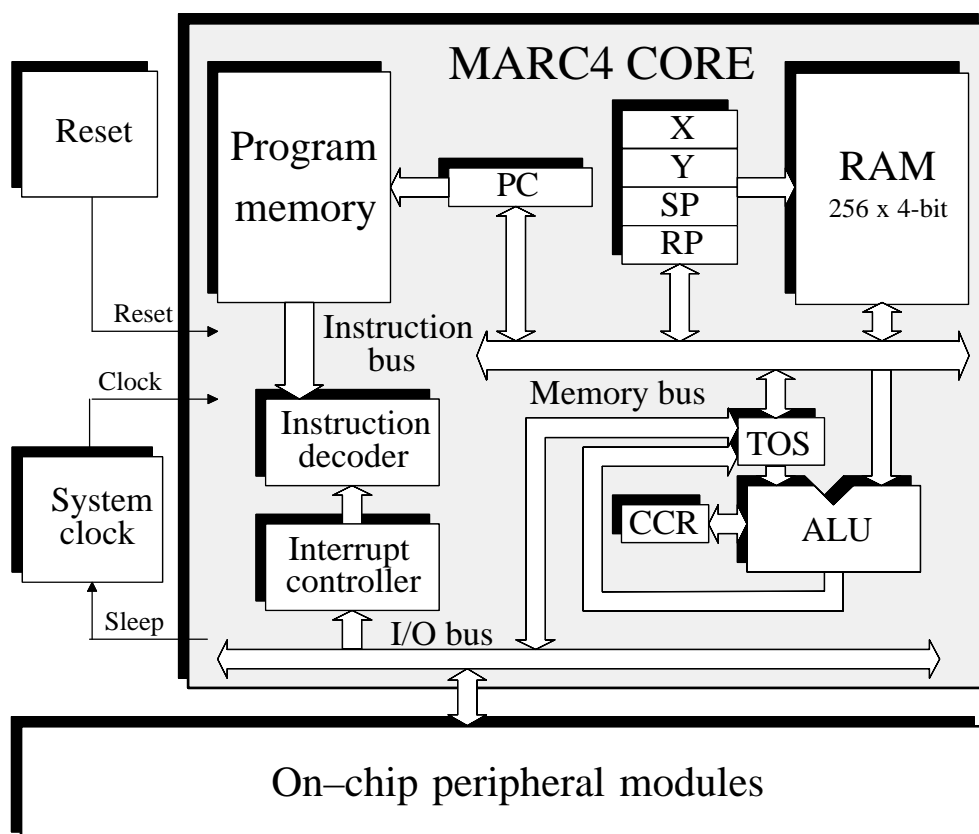 MARC4 CORE
Reset
Program
memory
PC
X
Y
SP
RP
RAM
256 x 4-bit
Reset
Instruction
bus
Clock
Memory bus
Instruction
decoder
TOS
System
clock
CCR
ALU
Interrupt
controller
Sleep
I/O bus
On–chip peripheral modules